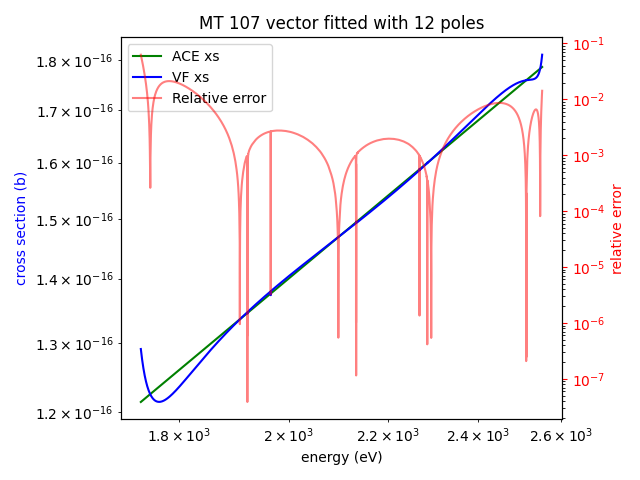 MT 107 vector fitted with 12 poles
ACE xs
VF xs
Relative error
cross section (b)
1.8 × 10⁻¹⁶
1.7 × 10⁻¹⁶
1.6 × 10⁻¹⁶
1.5 × 10⁻¹⁶
1.4 × 10⁻¹⁶
1.3 × 10⁻¹⁶
1.2 × 10⁻¹⁶
10⁻¹
10⁻²
10⁻³
10⁻⁴
10⁻⁵
10⁻⁶
10⁻⁷
relative error
1.8 × 10³ 2 × 10³ 2.2 × 10³ 2.4 × 10³ 2.6 × 10³
energy (eV)